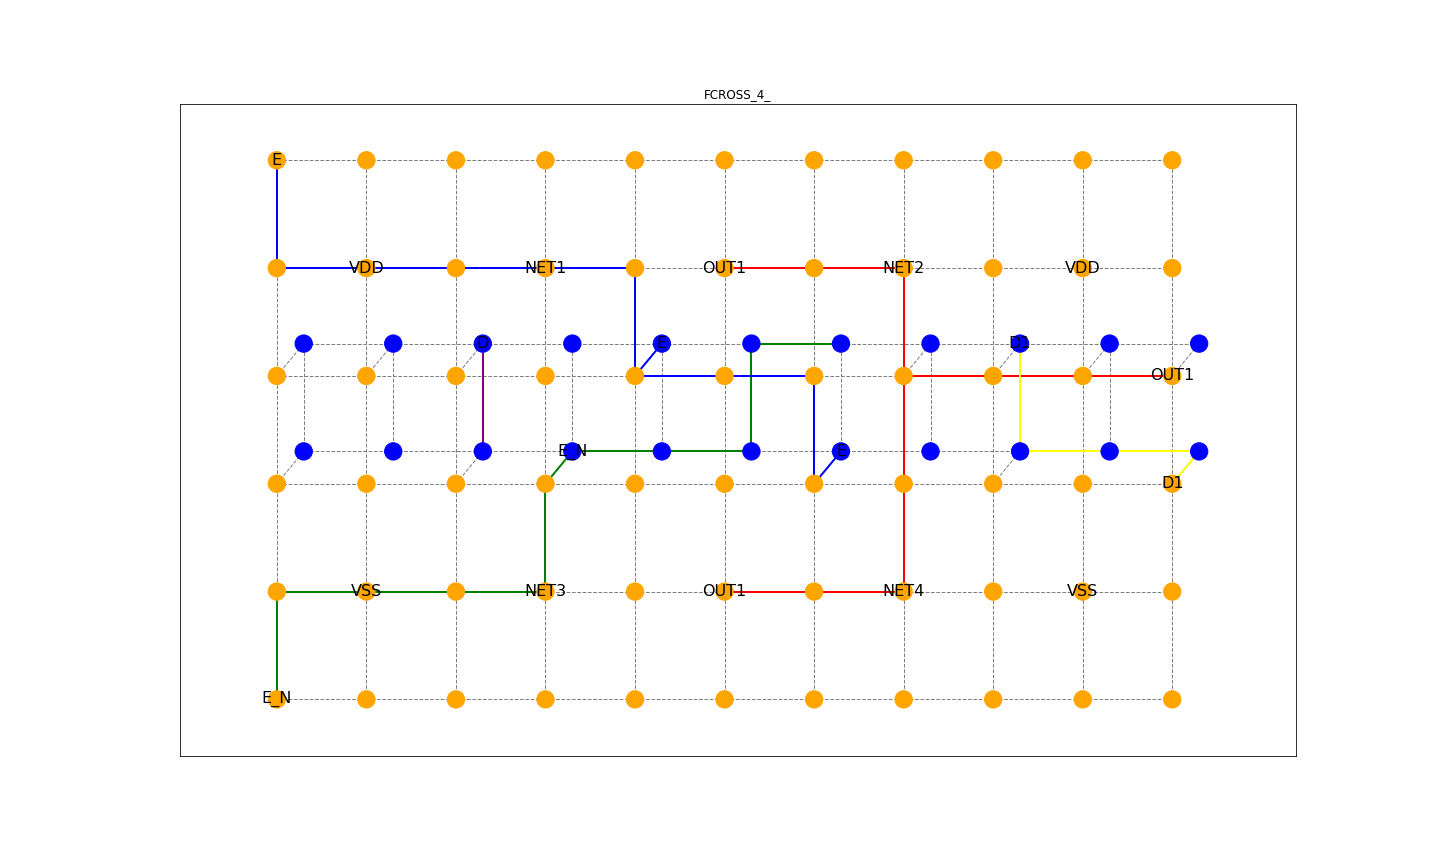 FCROSS_4_
E
VDD NET1 OUT1 NET2 VDD
D E D1
OUT1
E_N E
D1
VSS NET3 OUT1 NET4 VSS
E_N